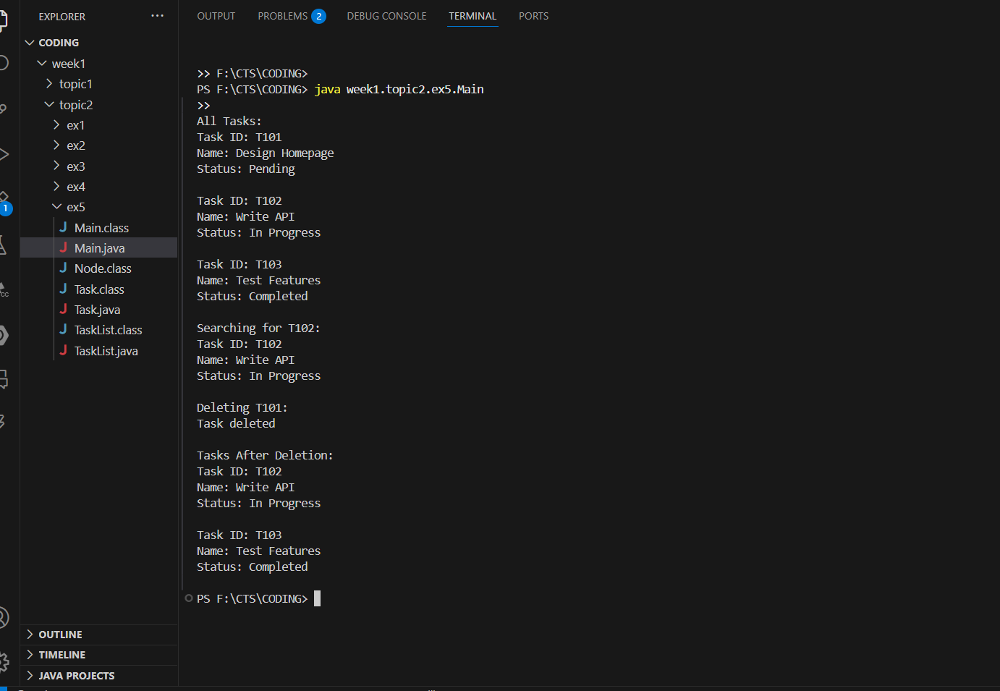 EXPLORER
···
CODING
week1
topic1
topic2
ex1
ex2
ex3
ex4
ex5
Main.class
Main.java
Node.class
Task.class
Task.java
TaskList.class
TaskList.java
OUTLINE
TIMELINE
JAVA PROJECTS
1
CC
OUTPUT PROBLEMS 2 DEBUG CONSOLE TERMINAL PORTS
>> F:\CTS\CODING>
PS F:\CTS\CODING> java week1.topic2.ex5.Main
>>
All Tasks:
Task ID: T101
Name: Design Homepage
Status: Pending
Task ID: T102
Name: Write API
Status: In Progress
Task ID: T103
Name: Test Features
Status: Completed
Searching for T102:
Task ID: T102
Name: Write API
Status: In Progress
Deleting T101:
Task deleted
Tasks After Deletion:
Task ID: T102
Name: Write API
Status: In Progress
Task ID: T103
Name: Test Features
Status: Completed
PS F:\CTS\CODING>